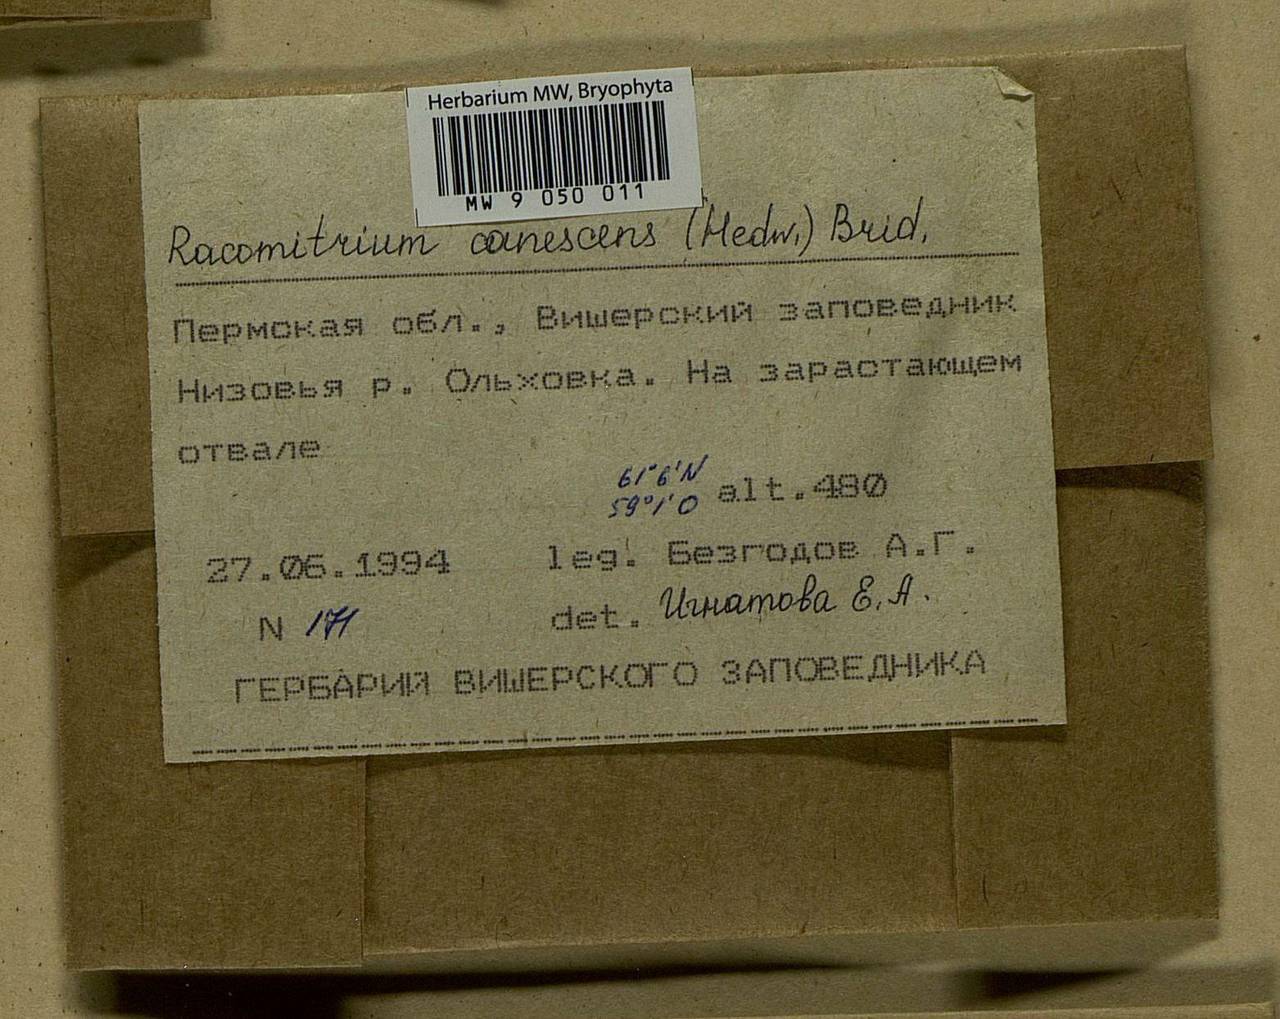 Herbarium MW, Bryophyta
MW 9 050 011
Racomitrium canescens (Hedw.) Brid.
Пермская обл., Вишерский заповедник
Низовья р. Ольховка. На зарастающем
отвале
61°6'N
59°1'O alt.480
27.06.1994 leg. Безгодов А.Г.
N 171 det. Игнатова Е.А.
ГЕРБАРИЙ ВИШЕРСКОГО ЗАПОВЕДНИКА